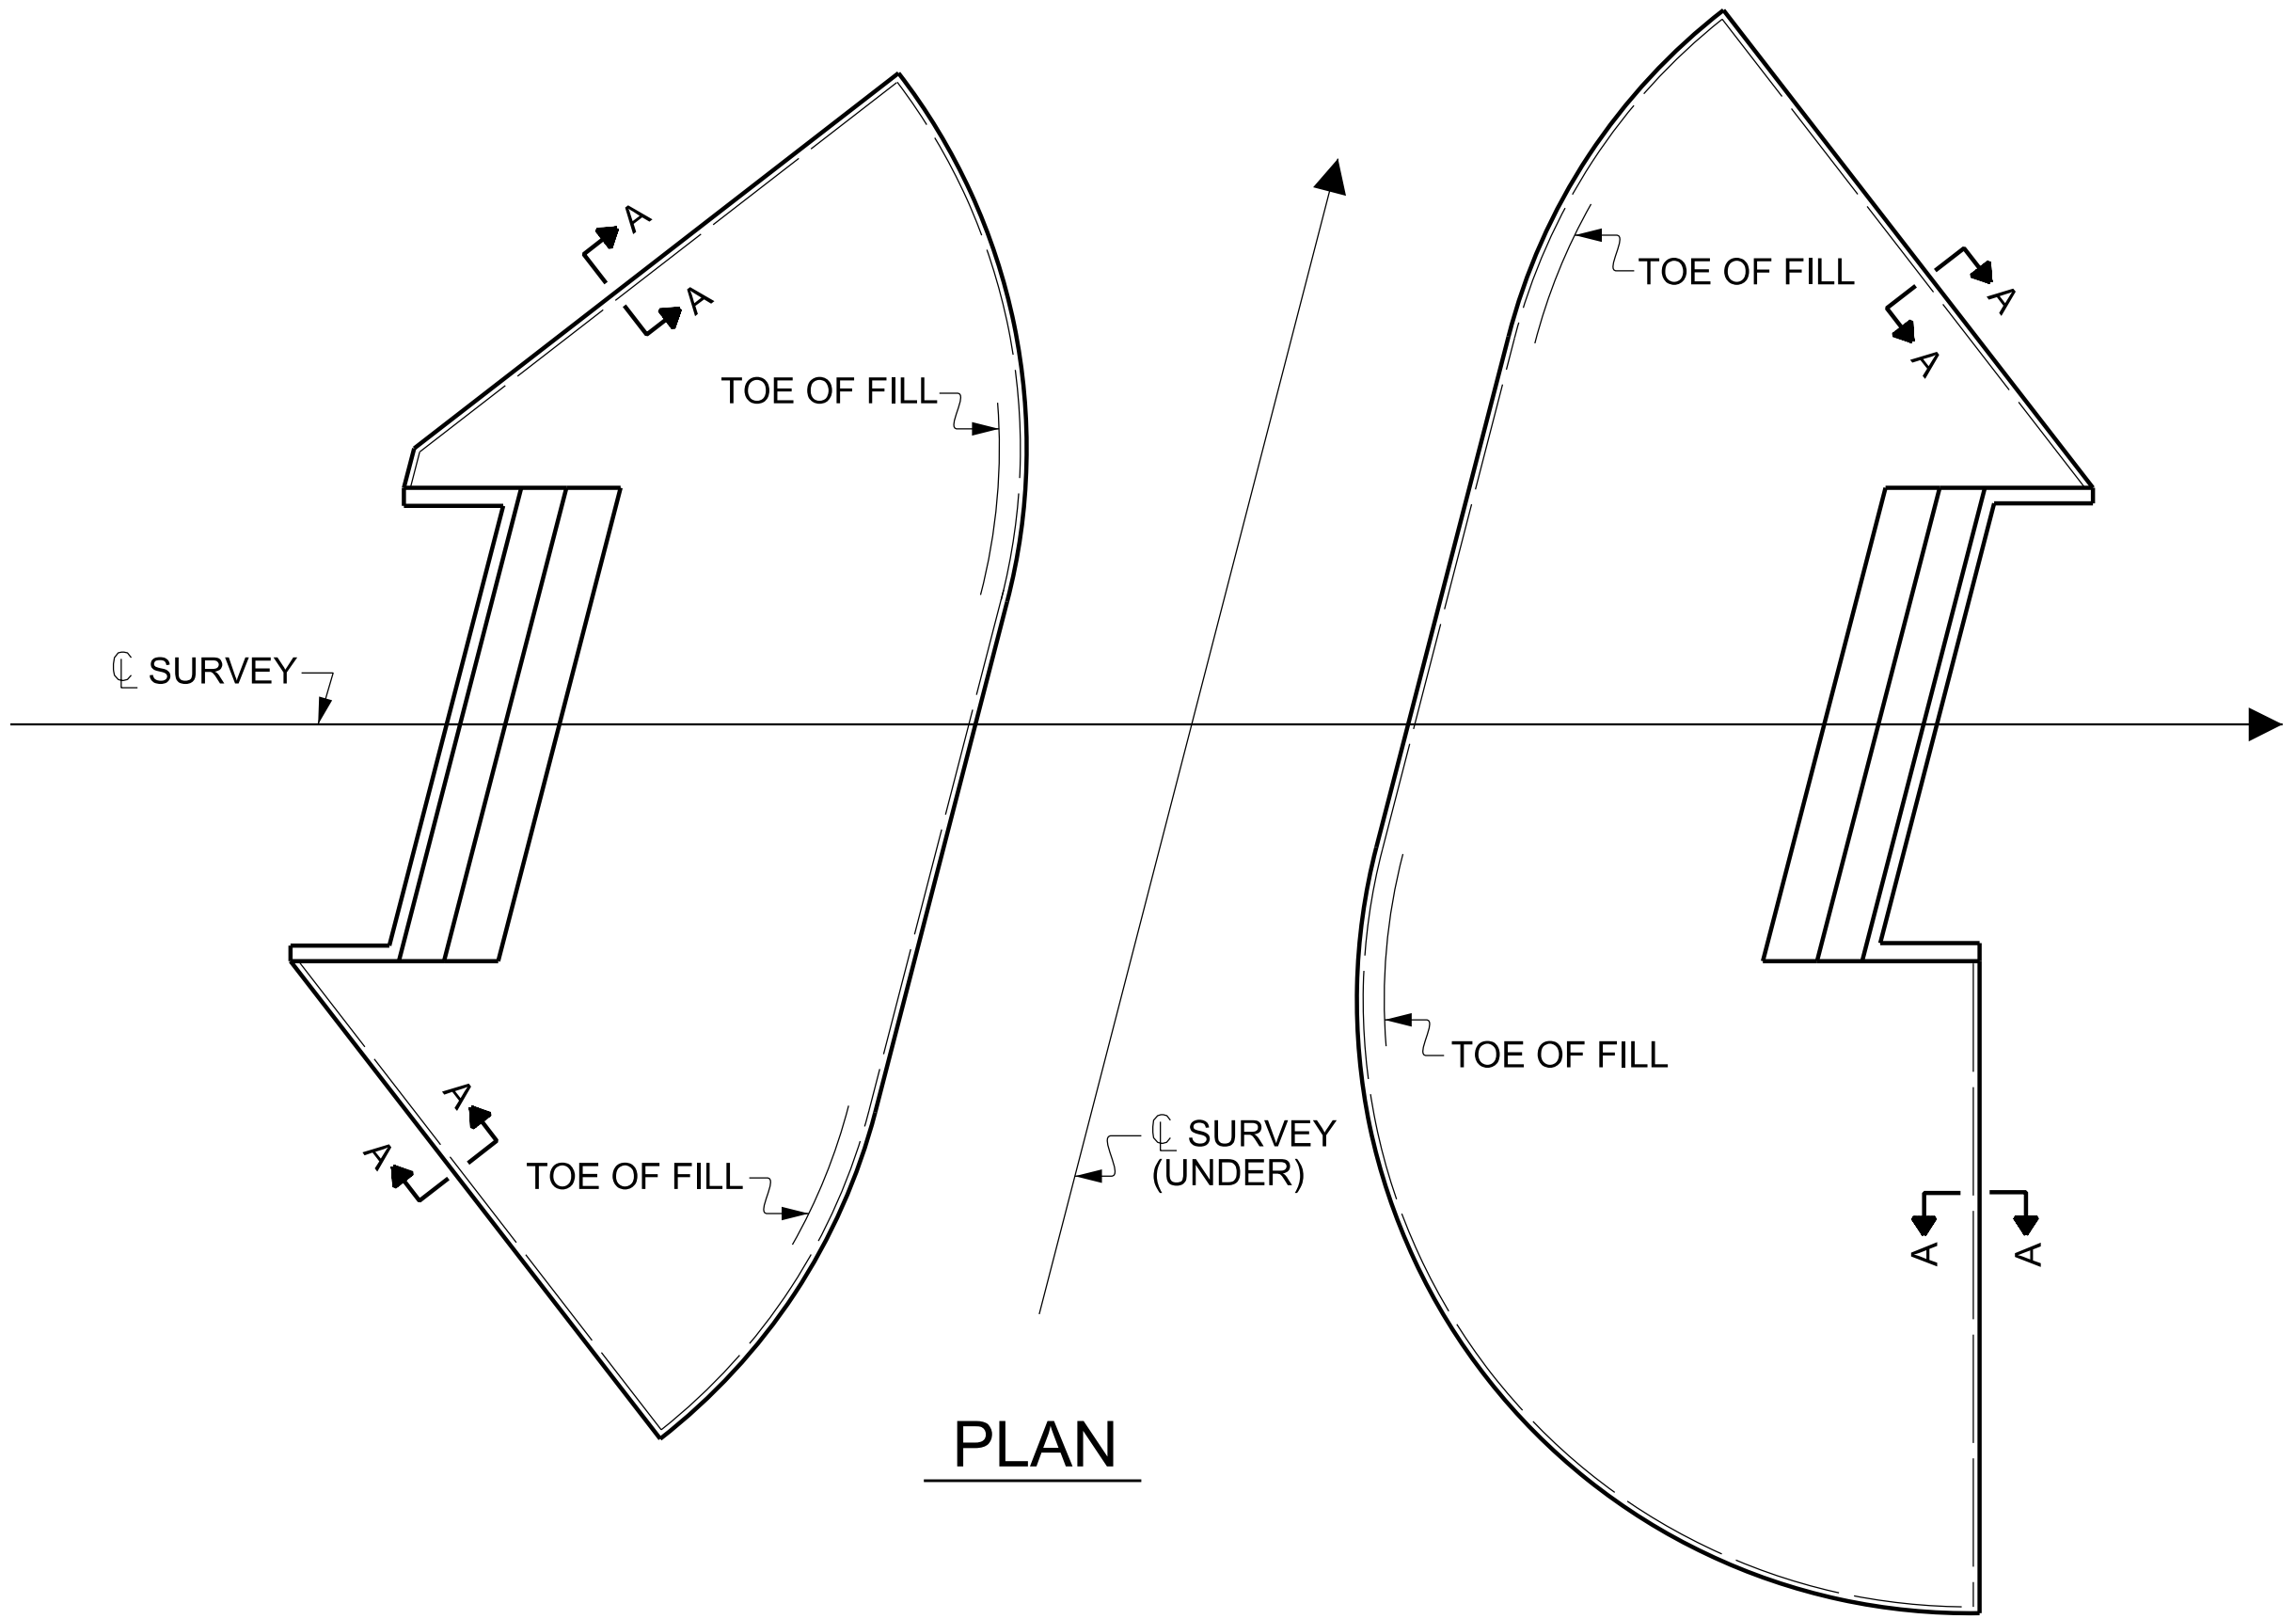 A
A
TOE OF FILL
A
A
TOE OF FILL
℄ SURVEY
TOE OF FILL
A
A
TOE OF FILL
℄ SURVEY
(UNDER)
A
A
PLAN